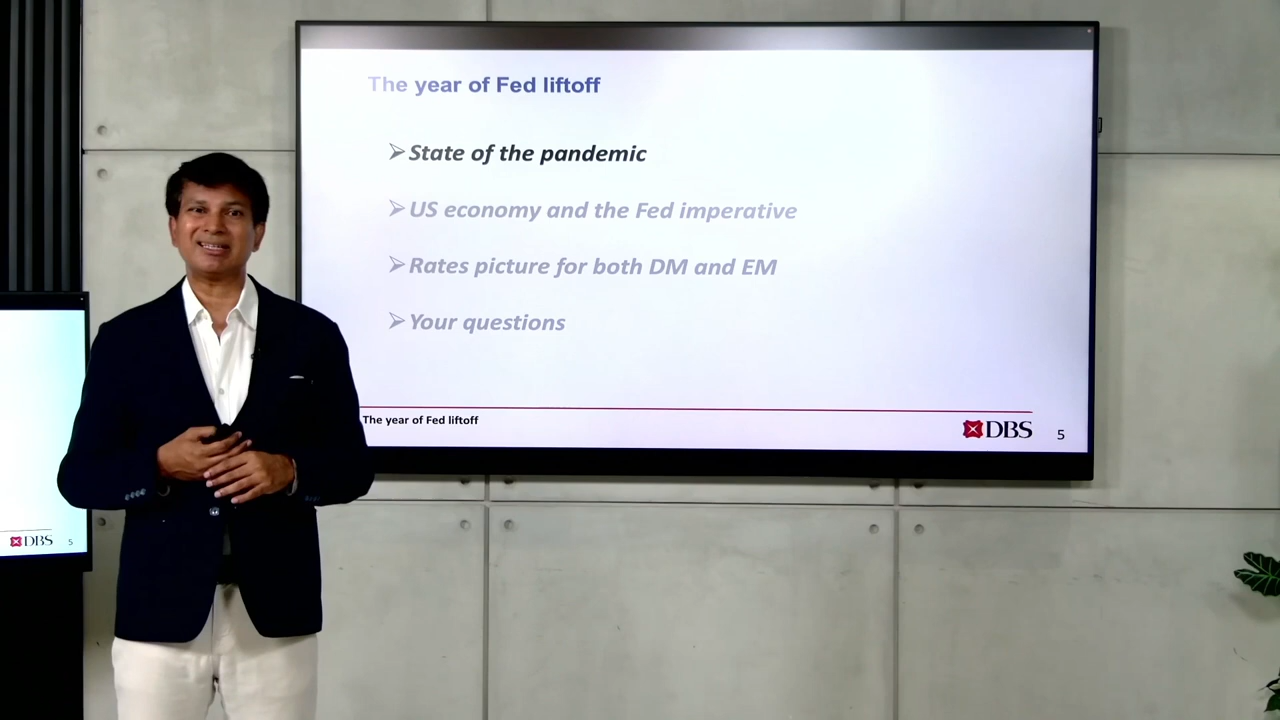 The year of Fed liftoff
State of the pandemic
US economy and the Fed imperative
Rates picture for both DM and EM
Your questions
The year of Fed liftoff
DBS
5
DBS
5